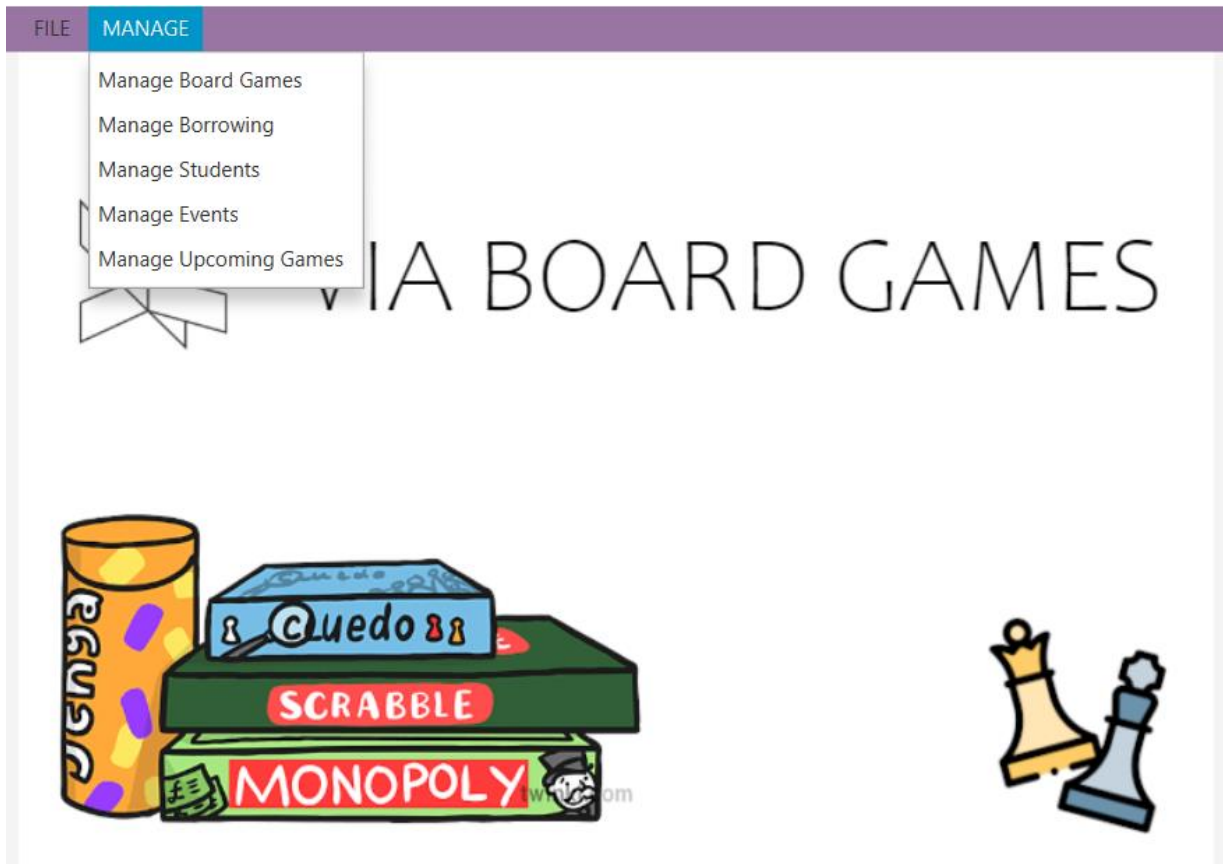 FILE MANAGE
Manage Board Games
Manage Borrowing
Manage Students
Manage Events
Manage Upcoming Games
VIA BOARD GAMES
Jenga
Cluedo
SCRABBLE
MONOPOLY